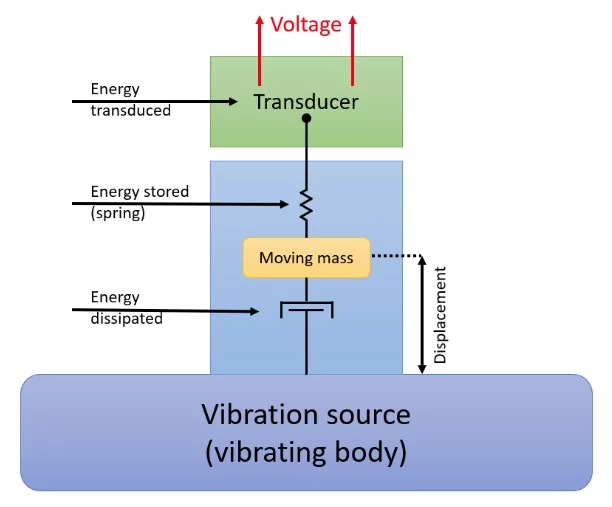 Voltage
Energy
transduced
Transducer
Energy stored
(spring)
Moving mass
Energy
dissipated
Displacement
Vibration source
(vibrating body)